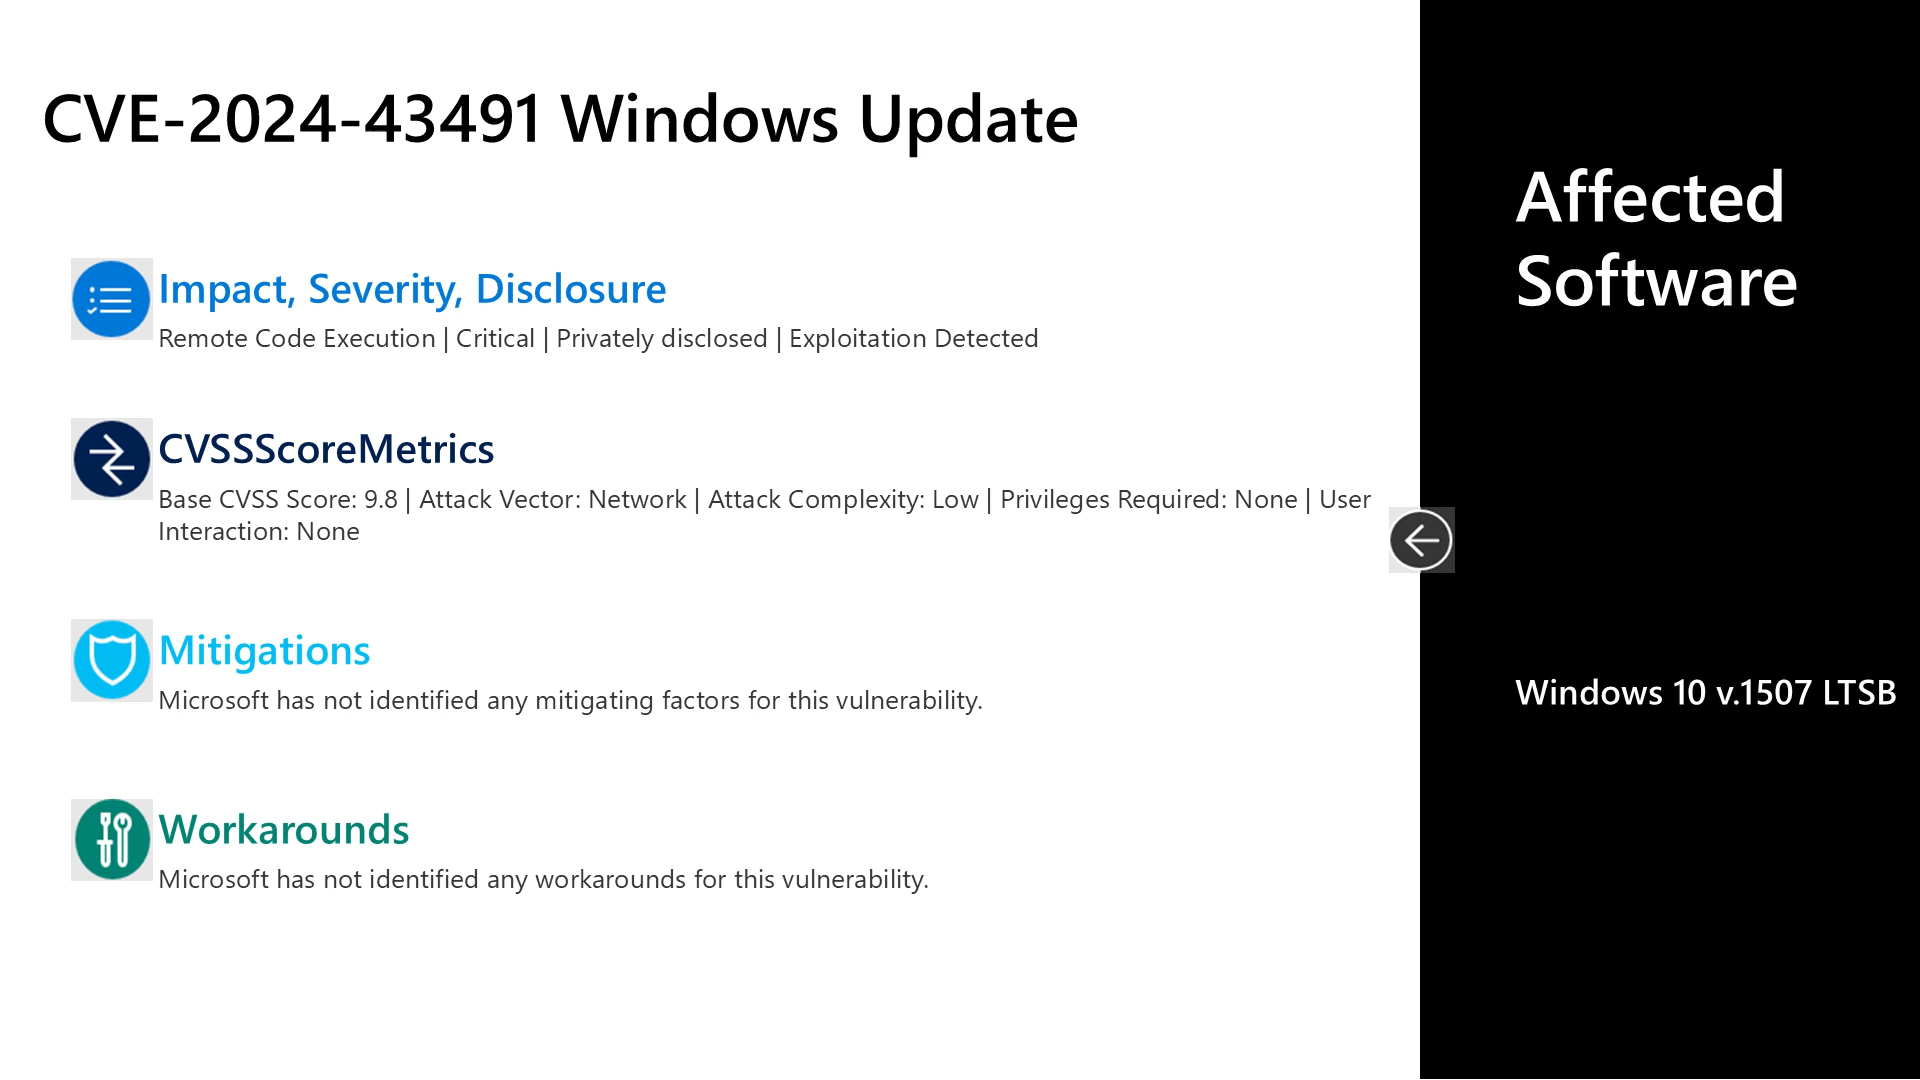 CVE-2024-43491 Windows Update
Impact, Severity, Disclosure
Remote Code Execution | Critical | Privately disclosed | Exploitation Detected
CVSSScoreMetrics
Base CVSS Score: 9.8 | Attack Vector: Network | Attack Complexity: Low | Privileges Required: None | User
Interaction: None
Mitigations
Microsoft has not identified any mitigating factors for this vulnerability.
Workarounds
Microsoft has not identified any workarounds for this vulnerability.
Affected
Software
Windows 10 v.1507 LTSB